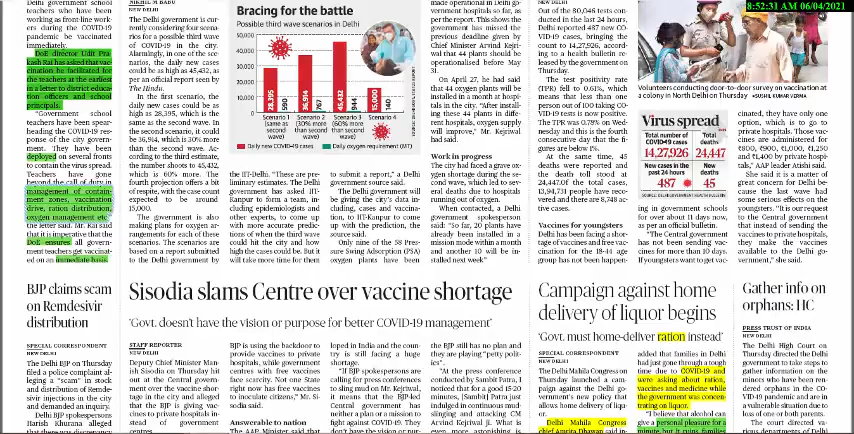 8:52:31 AM 06/04/2021
Delhi government school
teachers who have been
working as front-line work-
ers during the COVID-19
pandemic be vaccinated
immediately.
DoE director Udit Pra-
kash Rai has asked that vac-
cination be facilitated for
the teachers at the earliest
in a letter to district educa-
tion officers and school
principals.
"Government school
teachers have been spear-
heading the COVID-19 res-
ponse of the city govern-
ment. They have been
deployed on several fronts
to contain the virus spread.
Teachers have gone
beyond the call of duty in
management of contain-
ment zones, vaccination
drive, ration distribution,
oxygen management etc,"
the letter said. Mr. Rai said
that it is imperative that the
DoE ensures all govern-
ment teachers get vaccinat-
ed on an immediate basis.
NIKHIL M BABU
NEW DELHI
The Delhi government is cur-
rently considering four scena-
rios for a possible third wave
of COVID-19 in the city.
Alarmingly, in one of the sce-
narios, the daily new cases
could be as high as 45,432, as
per an official report seen by
The Hindu.
In the first scenario, the
daily new cases could be as
high as 28,395, which is the
same as the second wave. In
the second scenario, it could
be 36,914, which is 30% more
than the second wave. Ac-
cording to the third estimate,
the number shoots to 45,432,
which is 60% more. The
fourth projection offers a bit
of respite, with the case count
expected to be around
15,000.
The government is also
making plans for oxygen ar-
rangements for each of these
scenarios. The scenarios are
based on a report submitted
to the Delhi government by
Bracing for the battle
Possible third wave scenarios in Delhi
50,000
40,000
30,000
20,000
10,000
0
28,395
590
36,914
767
45,432
944
15,000
140
Scenario 1
(same as
second
wave)
Scenario 2
(30% more
than second
wave)
Scenario 3
(60% more
than second
wave)
Scenario 4
Daily new COVID-19 cases
Daily oxygen requirement (MT)
the IIT-Delhi. "These are pre-
liminary estimates. The Delhi
government has asked IIT-
Kanpur to form a team, in-
cluding epidemiologists and
other experts, to come up
with more accurate predic-
tions of when the third wave
could hit the city and how
high the cases could be. But it
will take more time for them
to submit a report," a Delhi
government source said.
The Delhi government will
be giving the city's data in-
cluding, cases and vaccina-
tion, to IIT-Kanpur to come
up with the prediction, the
source said.
Only nine of the 58 Pres-
sure Swing Adsorption (PSA)
oxygen plants have been
made operational in Delhi go-
vernment hospitals so far, as
per the report. This shows the
government has missed the
previous deadline given by
Chief Minister Arvind Kejri-
wal that 44 plants should be
operationalised before May
31.
On April 27, he had said
that 44 oxygen plants will be
installed in a month at hospi-
tals in the city. "After install-
ing these 44 plants in differ-
ent hospitals, oxygen supply
will improve," Mr. Kejriwal
had said.
Work in progress
The city had faced a grave ox-
ygen shortage during the se-
cond wave, which led to sev-
eral deaths due to hospitals
running out of oxygen.
When contacted, a Delhi
government spokesperson
said: "So far, 20 plants have
already been installed in a
mission mode within a month
and another 10 will be in-
stalled next week"
NEW DELHI
Out of the 80,046 tests con-
ducted in the last 24 hours,
Delhi reported 487 new CO-
VID-19 cases, bringing the
count to 14,27,926, accord-
ing to a health bulletin re-
leased by the government on
Thursday.
The test positivity rate
(TPR) fell to 0.61%, which
means that less than one
person out of 100 taking CO-
VID-19 tests is now positive.
The TPR was 0.78% on Wed-
nesday and this is the fourth
consecutive day that the fi-
gures are below 1%.
At the same time, 45
deaths were reported and
the death toll stood at
24,447. Of the total cases,
13,94,731 people have reco-
vered and there are 8,748 ac-
tive cases.
Vaccines for youngsters
Delhi has been facing a shor-
tage of vaccines and free vac-
cination for the 18-44 age
group has not been happen-
Volunteers conducting door-to-door survey on vaccination at
a colony in North Delhi on Thursday •SUSHIL KUMAR VERMA
Virus spread
Total number of
COVID-19 cases
14,27,926
Total
deaths
24,447
New cases in the
past 24 hours
487
New
deaths
45
SOURCE: DELHI GOVERNMENT HEALTH BULLETIN
ing in government schools
for over about 11 days now,
as per an official bulletin.
"The Central government
has not been sending vac-
cines for more than 10 days.
If youngsters want to get vac-
cinated, they have only one
option, which is to go to
private hospitals. Those vac-
cines are administered for
₹800, ₹900, ₹1,000, ₹1,250
and ₹1,400 by private hospi-
tals," AAP leader Atishi said.
She said it is a matter of
great concern for Delhi be-
cause the last wave had
some serious effects on the
youngsters. "It is our request
to the Central government
that instead of sending the
vaccines to private hospitals,
they make the vaccines
available to the Delhi go-
vernment," she said.
BJP claims scam
on Remdesivir
distribution
SPECIAL CORRESPONDENT
NEW DELHI
The Delhi BJP on Thursday
filed a police complaint al-
leging a "scam" in stock
and distribution of Remde-
sivir injections in the city
and demanded an inquiry.
Delhi BJP spokesperson
Harish Khurana alleged
that there was discrepancy
Sisodia slams Centre over vaccine shortage
'Govt. doesn't have the vision or purpose for better COVID-19 management'
STAFF REPORTER
NEW DELHI
Deputy Chief Minister Man-
ish Sisodia on Thursday hit
out at the Central govern-
ment over the vaccine shor-
tage in the city and alleged
that the BJP is giving vac-
cines to private hospitals in-
stead of government
centres.
BJP is using the backdoor to
provide vaccines to private
hospitals, while government
centres with free vaccines
face scarcity. Not one State
right now has free vaccines
to inoculate citizens," Mr. Si-
sodia said.
Answerable to nation
The AAP Minister said that
loped in India and the coun-
try is still facing a huge
shortage.
"If BJP spokespersons are
calling for press conferences
to sling mud on Mr. Kejriwal,
it means that the BJP-led
Central government has
neither a plan or a mission to
fight against COVID-19. They
don't have the vision or pur-
the BJP still has no plan and
they are playing "petty polit-
ics".
"At the press conference
conducted by Sambit Patra, I
noticed that for a good 15-20
minutes, [Sambit] Patra just
indulged in continuous mud-
slinging and attacking CM
Arvind Kejriwal ji. What is
even more astonishing is
Campaign against home
delivery of liquor begins
'Govt. must home-deliver ration instead'
SPECIAL CORRESPONDENT
NEW DELHI
The Delhi Mahila Congress on
Thursday launched a cam-
paign against the Delhi go-
vernment's new policy that
allows home delivery of liqu-
or.
Delhi Mahila Congress
chief Amrita Dhawan said in-
added that families in Delhi
had just gone through a tough
time due to COVID-19 and
were asking about ration,
vaccines and medicine while
the government was concen-
trating on liquor.
"I believe that alcohol can
give a personal pleasure for a
minute, but it ruins families
Gather info on
orphans: HC
PRESS TRUST OF INDIA
NEW DELHI
The Delhi High Court on
Thursday directed the Delhi
government to take steps to
gather information on the
minors who have been ren-
dered orphans in the CO-
VID-19 pandemic and are in
a vulnerable situation due to
loss of one or both parents.
The court directed va-
rious departments of Delhi